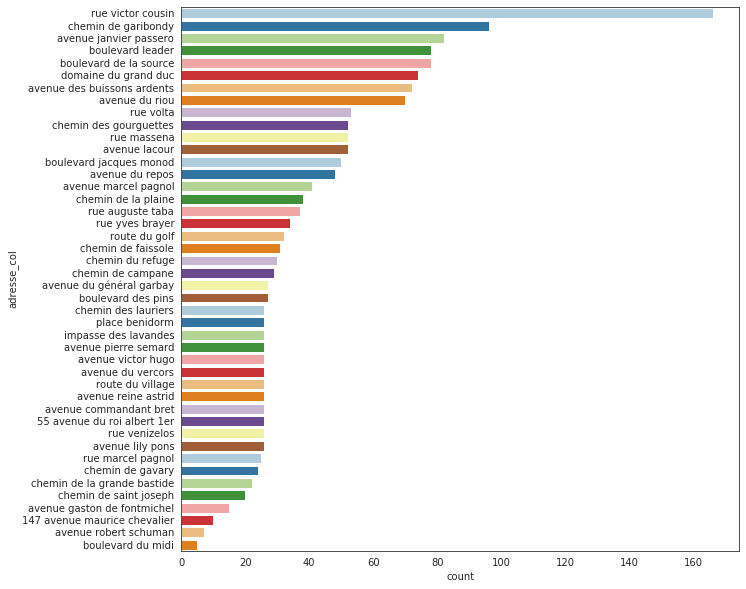 rue victor cousin
chemin de garibondy
avenue janvier passero
boulevard leader
boulevard de la source
domaine du grand duc
avenue des buissons ardents
avenue du riou
rue volta
chemin des gourguettes
rue massena
avenue lacour
boulevard jacques monod
avenue du repos
avenue marcel pagnol
chemin de la plaine
rue auguste taba
rue yves brayer
route du golf
chemin de faissole
chemin du refuge
chemin de campane
avenue du général garbay
boulevard des pins
chemin des lauriers
place benidorm
impasse des lavandes
avenue pierre semard
avenue victor hugo
avenue du vercors
route du village
avenue reine astrid
avenue commandant bret
55 avenue du roi albert 1er
rue venizelos
avenue lily pons
rue marcel pagnol
chemin de gavary
chemin de la grande bastide
chemin de saint joseph
avenue gaston de fontmichel
147 avenue maurice chevalier
avenue robert schuman
boulevard du midi
adresse_col
0 20 40 60 80 100 120 140 160
count